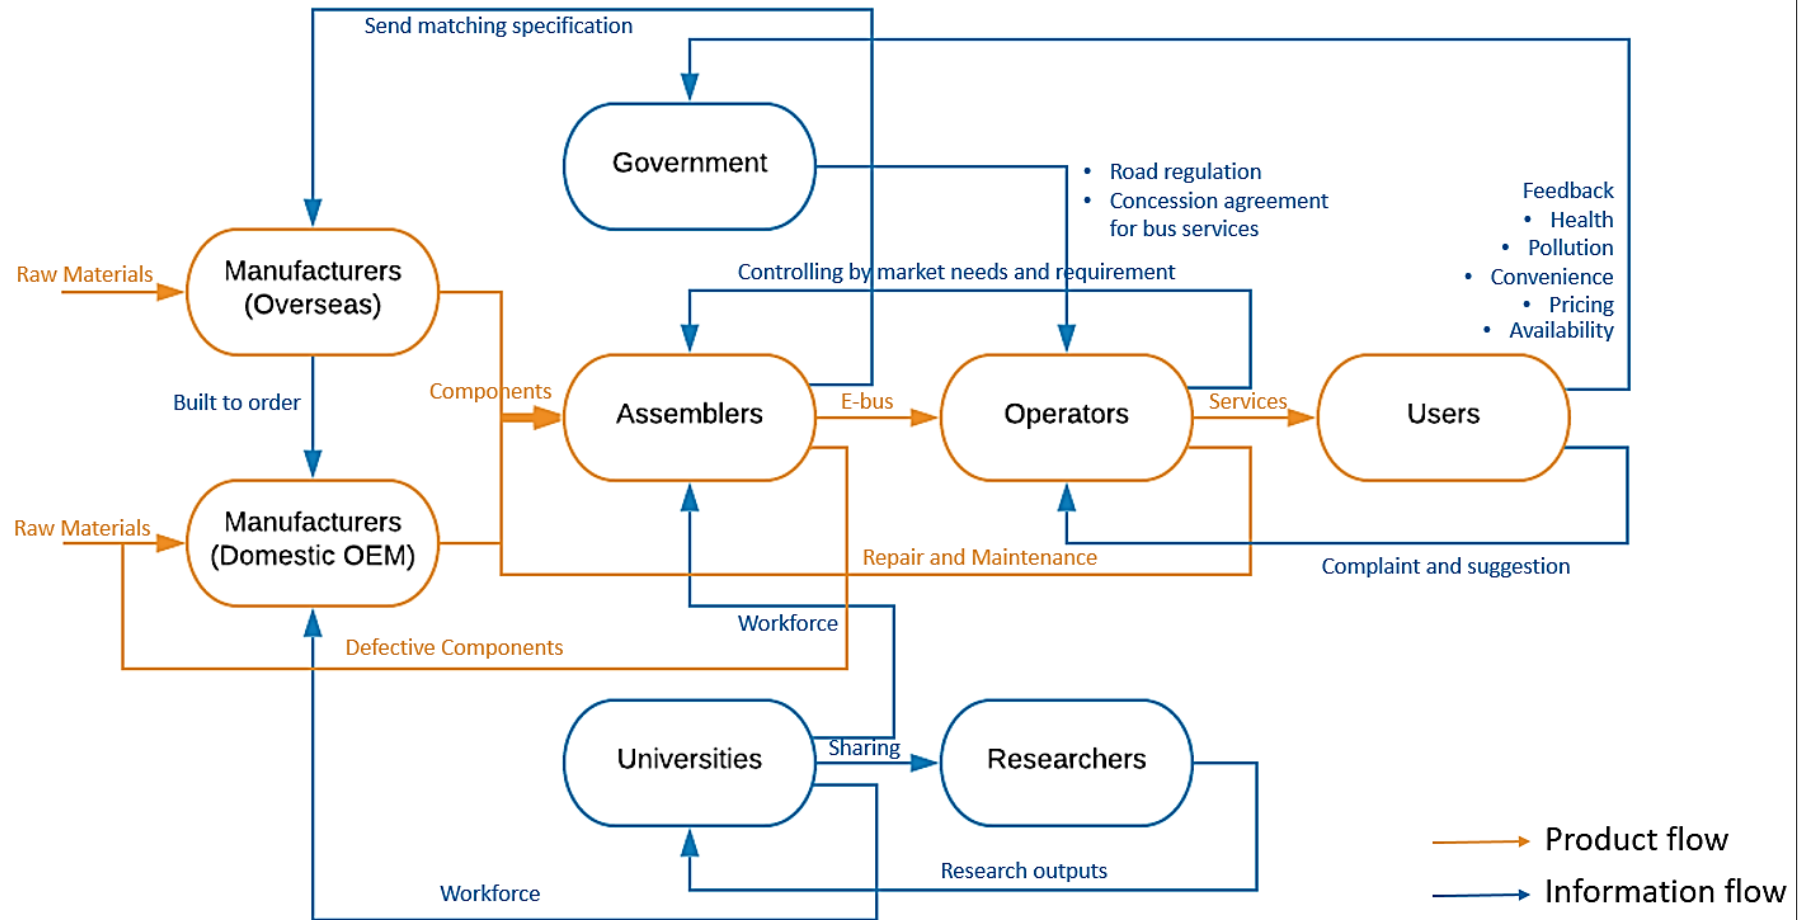 Send matching specification
Government
• Road regulation
• Concession agreement
for bus services
Feedback
• Health
• Pollution
• Convenience
• Pricing
• Availability
Controlling by market needs and requirement
Raw Materials
Manufacturers
(Overseas)
Built to order
Components
Assemblers
E-bus
Operators
Services
Users
Raw Materials
Manufacturers
(Domestic OEM)
Repair and Maintenance
Complaint and suggestion
Workforce
Defective Components
Universities
Sharing
Researchers
Research outputs
Workforce
Product flow
Information flow